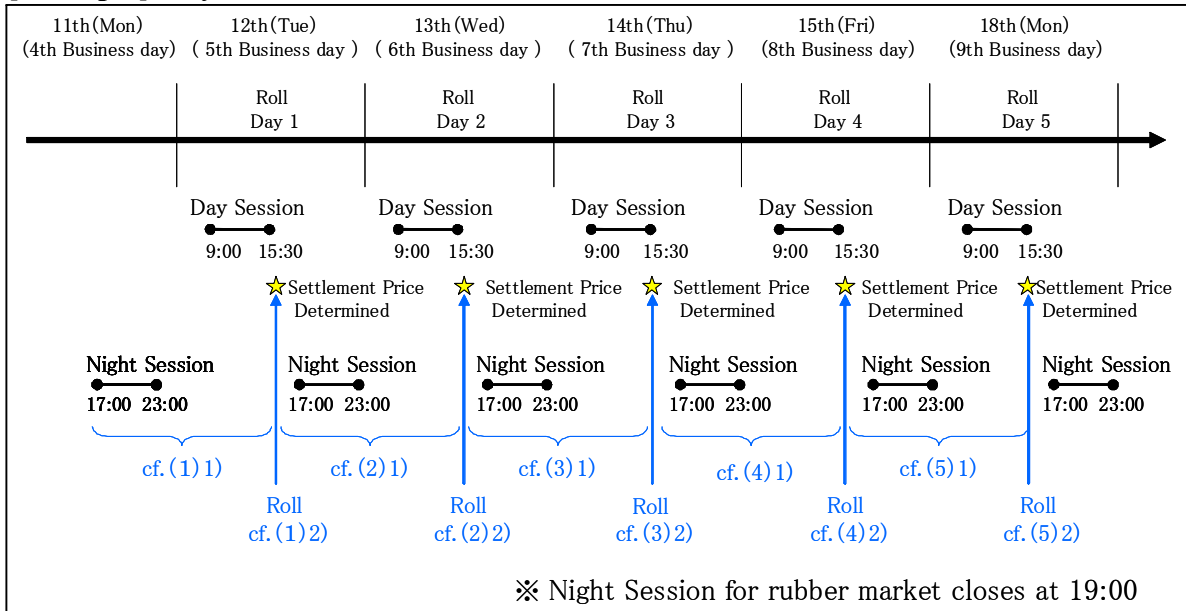 11th(Mon) 12th(Tue) 13th(Wed) 14th(Thu) 15th(Fri) 18th(Mon)
(4th Business day) ( 5th Business day ) ( 6th Business day ) ( 7th Business day ) (8th Business day) (9th Business day)
Roll Roll Roll Roll Roll
Day 1 Day 2 Day 3 Day 4 Day 5
Day Session Day Session Day Session Day Session Day Session
9:00 15:30 9:00 15:30 9:00 15:30 9:00 15:30 9:00 15:30
Settlement Price Settlement Price Settlement Price Settlement Price Settlement Price
Determined Determined Determined Determined Determined
Night Session Night Session Night Session Night Session Night Session Night Session
17:00 23:00 17:00 23:00 17:00 23:00 17:00 23:00 17:00 23:00 17:00 23:00
cf.(1)1) cf.(2)1) cf.(3)1) cf.(4)1) cf.(5)1)
Roll Roll Roll Roll Roll
cf.(1)2) cf.(2)2) cf.(3)2) cf.(4)2) cf.(5)2)
※ Night Session for rubber market closes at 19:00